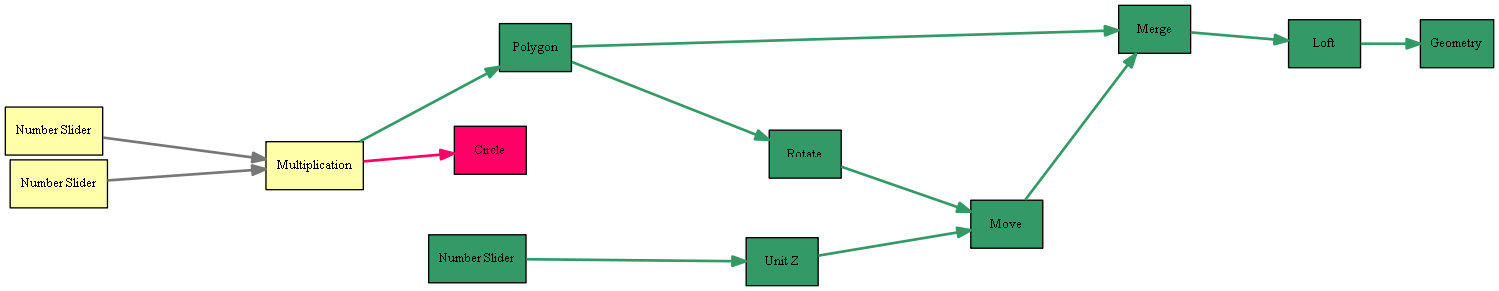 Polygon
Merge
Loft
Geometry
Number Slider
Multiplication
Circle
Rotate
Number Slider
Move
Number Slider
Unit Z